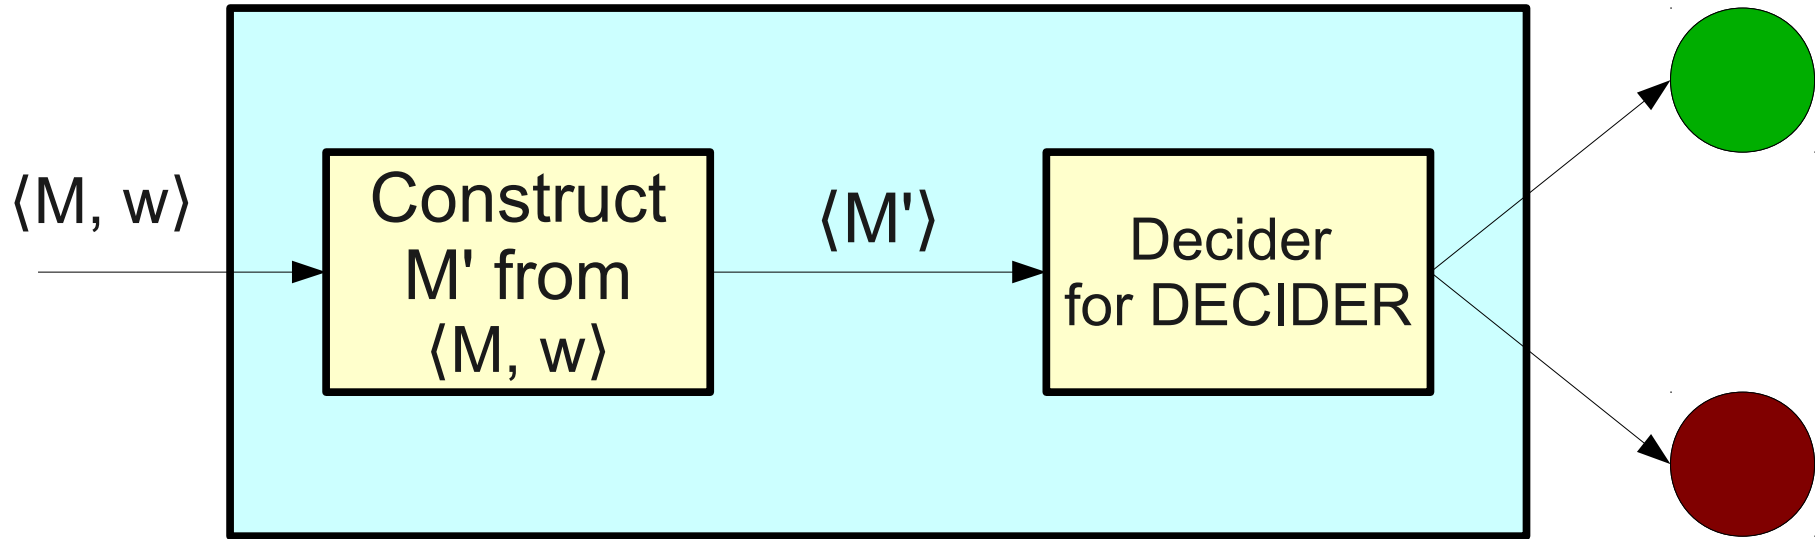 ⟨M, w⟩
Construct
M' from
⟨M, w⟩
⟨M'⟩
Decider
for DECIDER